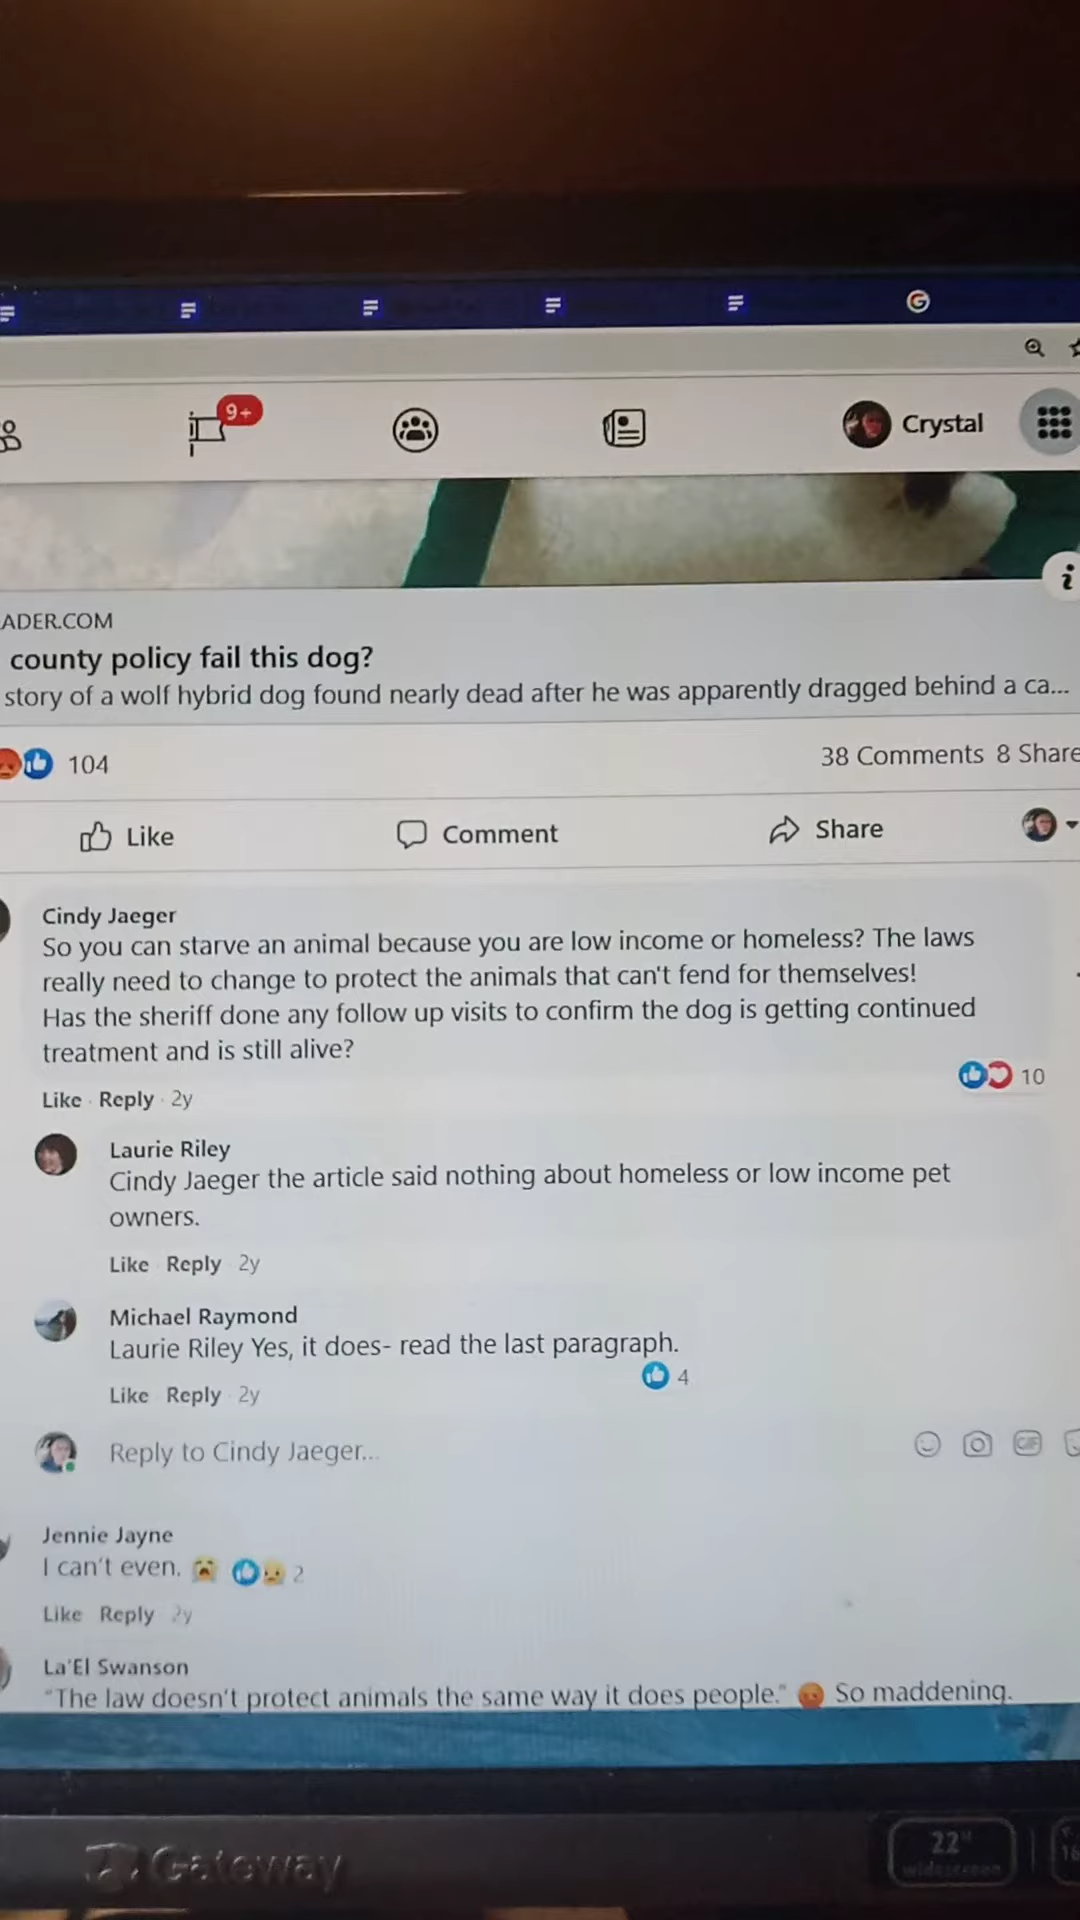 9+
Crystal
ADER.COM
county policy fail this dog?
story of a wolf hybrid dog found nearly dead after he was apparently dragged behind a ca...
104
38 Comments 8 Share
Like
Comment
Share
Cindy Jaeger
So you can starve an animal because you are low income or homeless? The laws
really need to change to protect the animals that can't fend for themselves!
Has the sheriff done any follow up visits to confirm the dog is getting continued
treatment and is still alive?
10
Like · Reply · 2y
Laurie Riley
Cindy Jaeger the article said nothing about homeless or low income pet
owners.
Like · Reply · 2y
Michael Raymond
Laurie Riley Yes, it does- read the last paragraph.
4
Like · Reply · 2y
Reply to Cindy Jaeger...
GIF
Jennie Jayne
I can't even. 😭 2
Like · Reply · 2y
La'El Swanson
"The law doesn't protect animals the same way it does people." 😡 So maddening.
Gateway
22"
widescreen